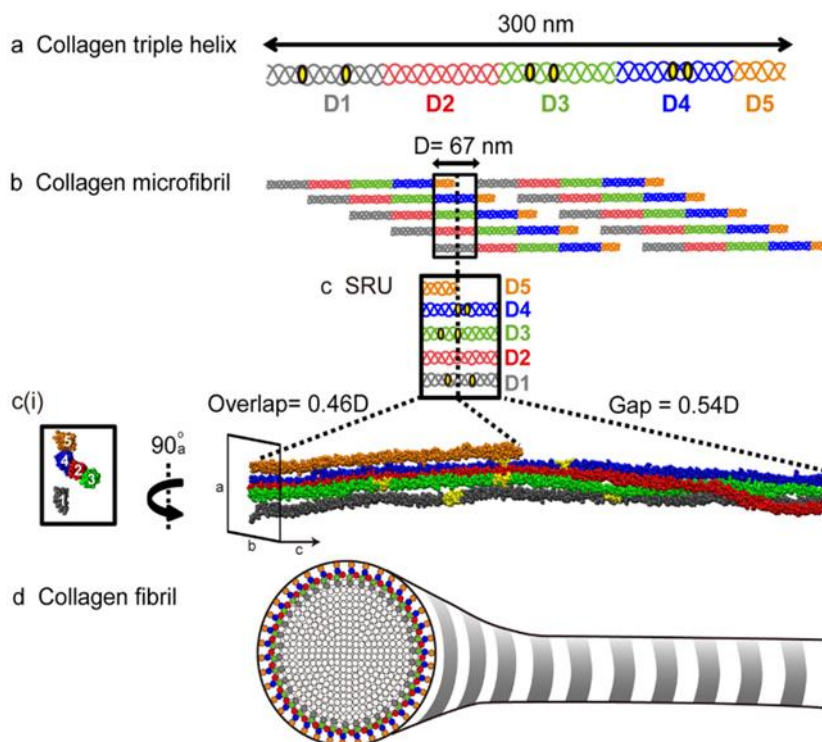 300 nm
a Collagen triple helix
D1 D2 D3 D4 D5
D= 67 nm
b Collagen microfibril
c SRU
D5
D4
D3
D2
D1
c(i)
Overlap= 0.46D
Gap = 0.54D
90°a
5
4
2
3
1
a
b
c
d Collagen fibril